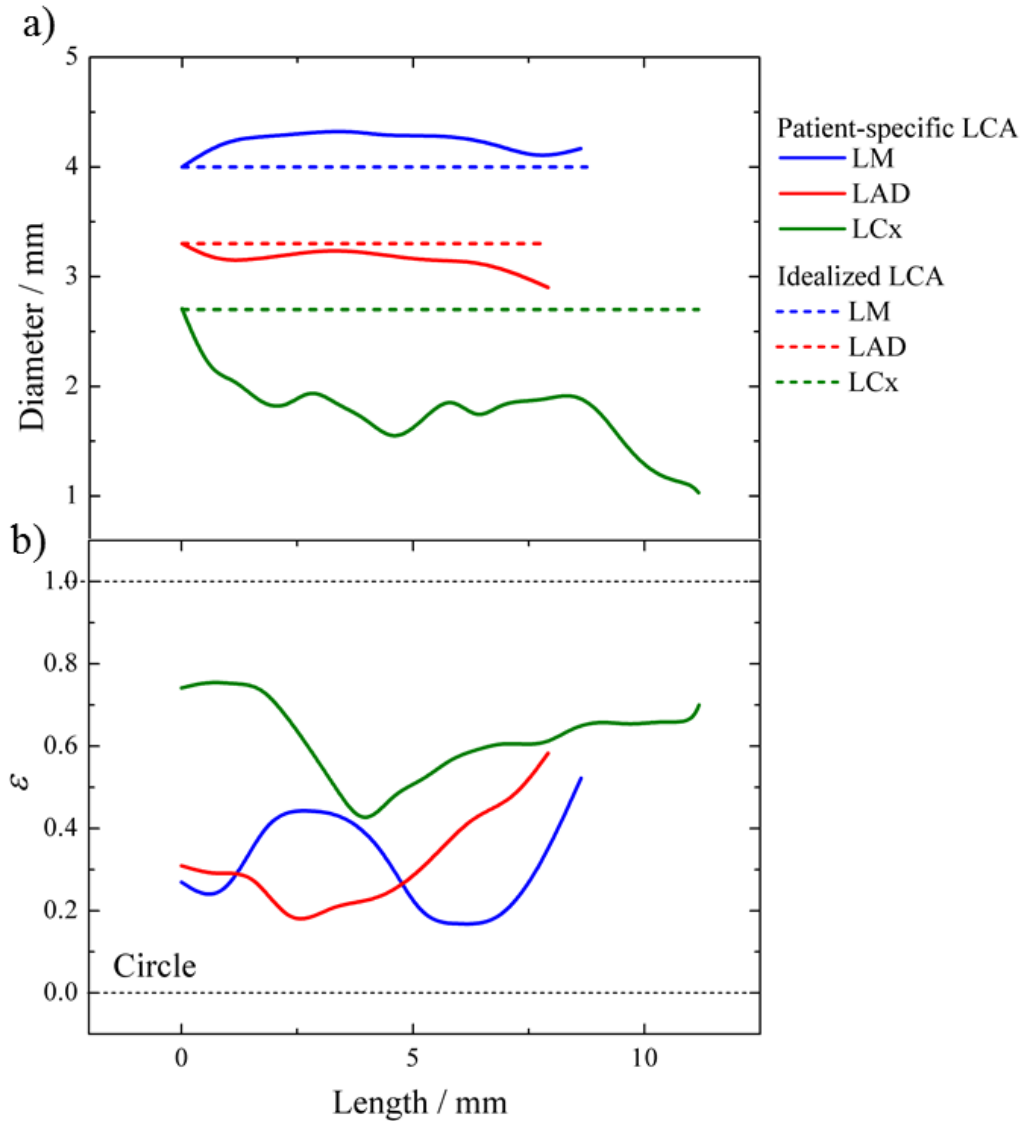 a)
5
4
3
2
1
Diameter / mm
Patient-specific LCA
LM
LAD
LCx
Idealized LCA
LM
LAD
LCx
b)
1.0
0.8
0.6
0.4
0.2
0.0
ε
Circle
0 5 10
Length / mm